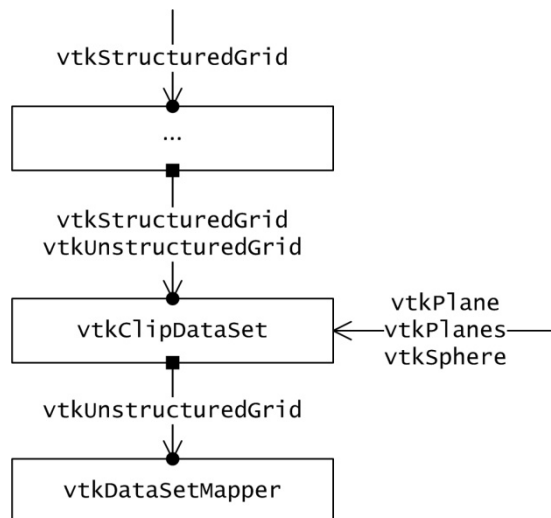 vtkStructuredGrid
...
vtkStructuredGrid
vtkUnstructuredGrid
vtkClipDataSet
vtkPlane
vtkPlanes
vtkSphere
vtkUnstructuredGrid
vtkDataSetMapper